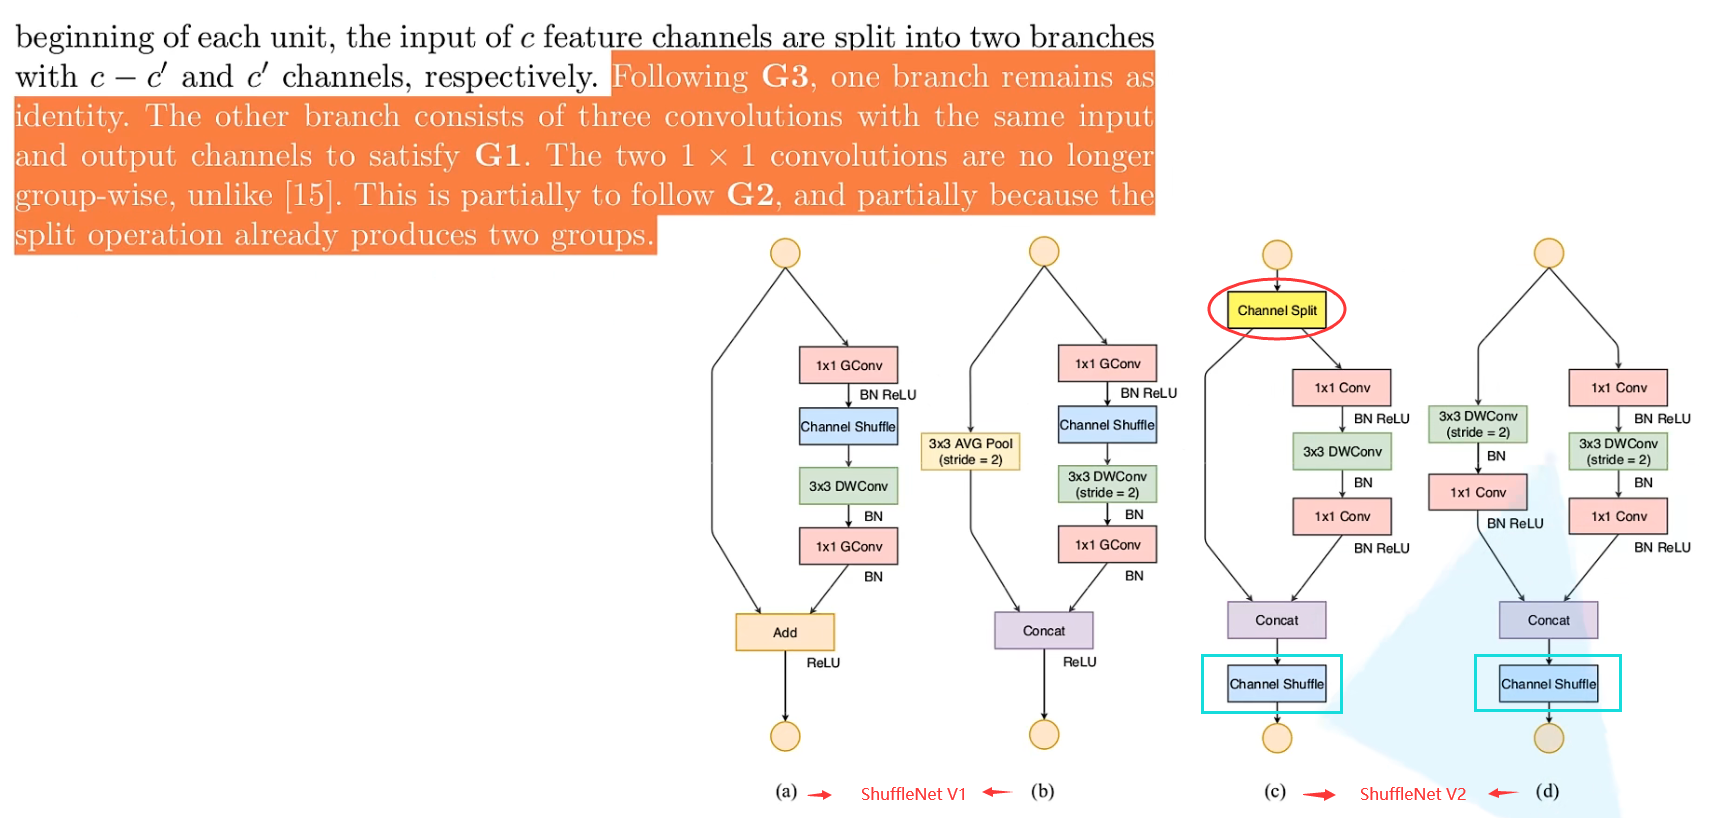 beginning of each unit, the input of c feature channels are split into two branches
with c − c′ and c′ channels, respectively. Following G3, one branch remains as
identity. The other branch consists of three convolutions with the same input
and output channels to satisfy G1. The two 1 × 1 convolutions are no longer
group-wise, unlike [15]. This is partially to follow G2, and partially because the
split operation already produces two groups.
1x1 GConv
BN ReLU
Channel Shuffle
3x3 DWConv
BN
1x1 GConv
BN
Add
ReLU
(a)
1x1 GConv
BN ReLU
Channel Shuffle
3x3 AVG Pool
(stride = 2)
3x3 DWConv
(stride = 2)
BN
1x1 GConv
BN
Concat
ReLU
(b)
ShuffleNet V1
Channel Split
1x1 Conv
BN ReLU
3x3 DWConv
BN
1x1 Conv
BN ReLU
Concat
Channel Shuffle
(c)
3x3 DWConv
(stride = 2)
BN
1x1 Conv
BN ReLU
1x1 Conv
BN ReLU
3x3 DWConv
(stride = 2)
BN
1x1 Conv
BN ReLU
Concat
Channel Shuffle
(d)
ShuffleNet V2